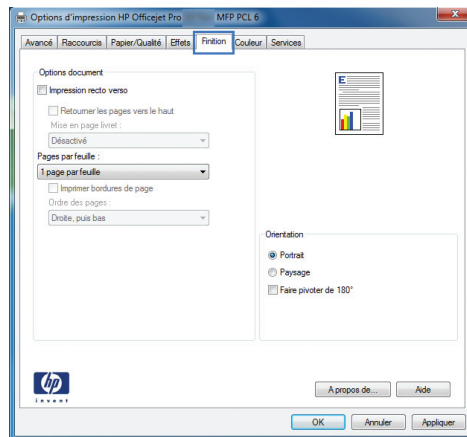 Options d'impression HP Officejet Pro MFP PCL 6
Avancé Raccourcis Papier/Qualité Effets Finition Couleur Services
Options document
Impression recto verso
Retourner les pages vers le haut
Mise en page livret :
Désactivé
Pages par feuille :
1 page par feuille
Imprimer bordures de page
Ordre des pages :
Droite, puis bas
E
Orientation
Portrait
Paysage
Faire pivoter de 180°
hp
invent
A propos de... Aide
OK Annuler Appliquer